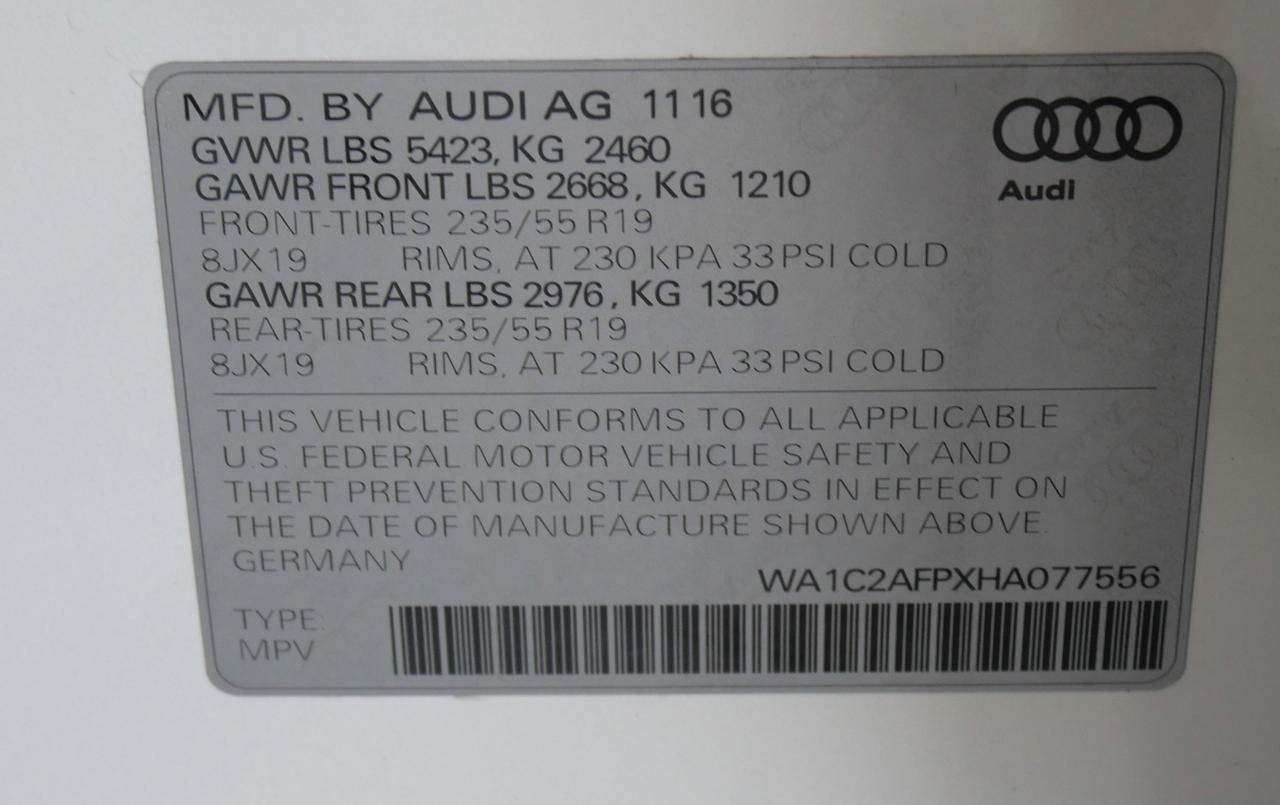 MFD. BY AUDI AG 11 16
GVWR LBS 5423, KG 2460
GAWR FRONT LBS 2668, KG 1210
FRONT-TIRES 235/55 R19
8JX19 RIMS, AT 230 KPA 33 PSI COLD
GAWR REAR LBS 2976, KG 1350
REAR-TIRES 235/55 R19
8JX19 RIMS, AT 230 KPA 33 PSI COLD
Audi
THIS VEHICLE CONFORMS TO ALL APPLICABLE
U.S. FEDERAL MOTOR VEHICLE SAFETY AND
THEFT PREVENTION STANDARDS IN EFFECT ON
THE DATE OF MANUFACTURE SHOWN ABOVE.
GERMANY
WA1C2AFPXHA077556
TYPE:
MPV